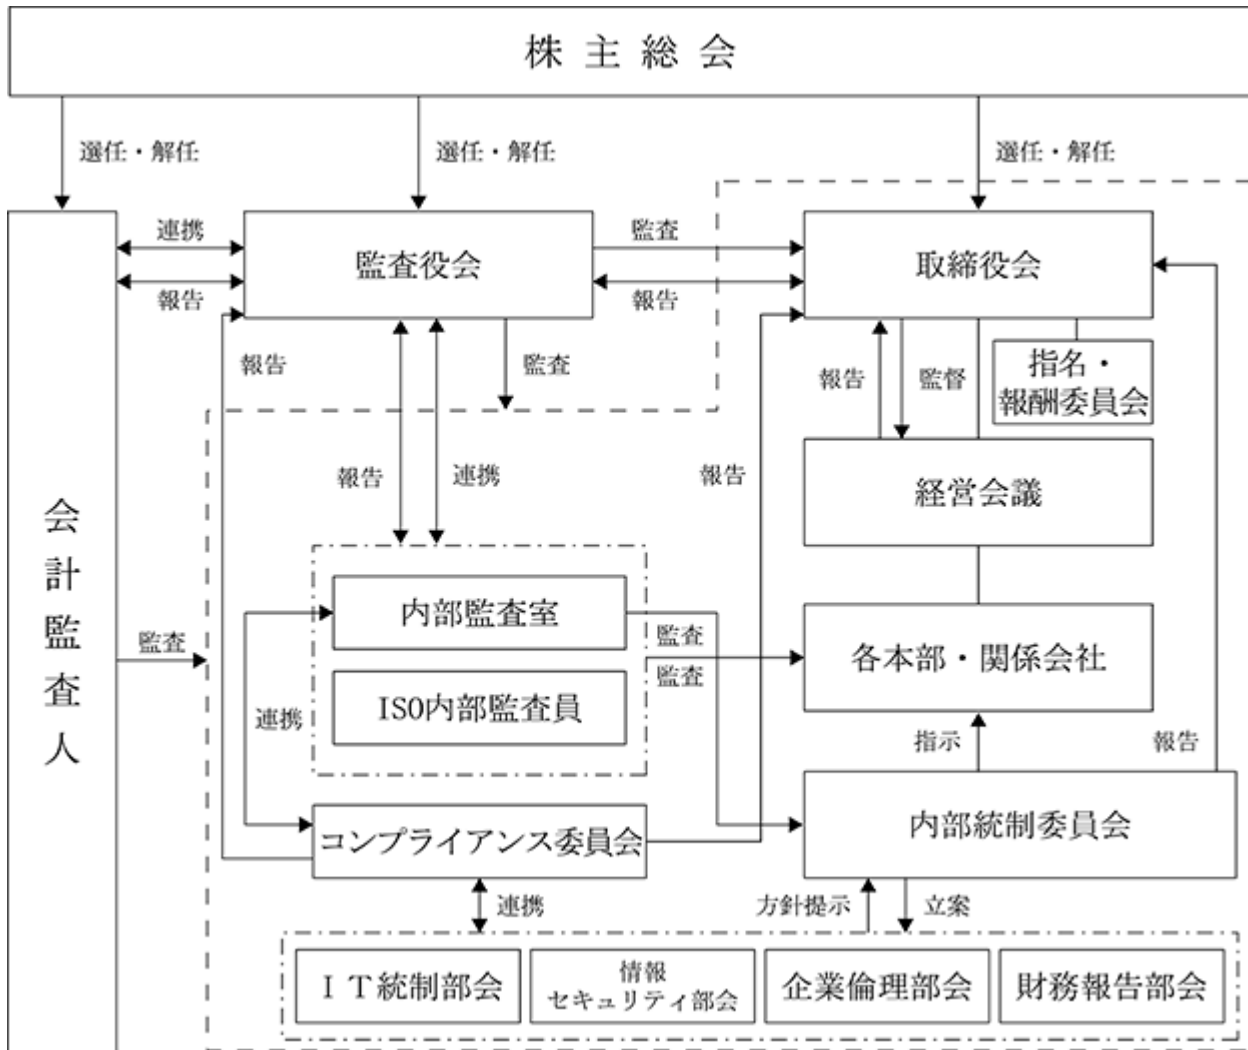 株主総会
選任・解任
選任・解任
選任・解任
連携
監査役会
監査
取締役会
報告
報告
報告
監査
報告
監督
指名・
報酬委員会
報告
連携
報告
経営会議
会計監査人
内部監査室
監査
監査
各本部・関係会社
監査
ISO内部監査員
連携
指示
報告
コンプライアンス委員会
内部統制委員会
連携
方針提示
立案
ＩＴ統制部会
情報
セキュリティ部会
企業倫理部会
財務報告部会